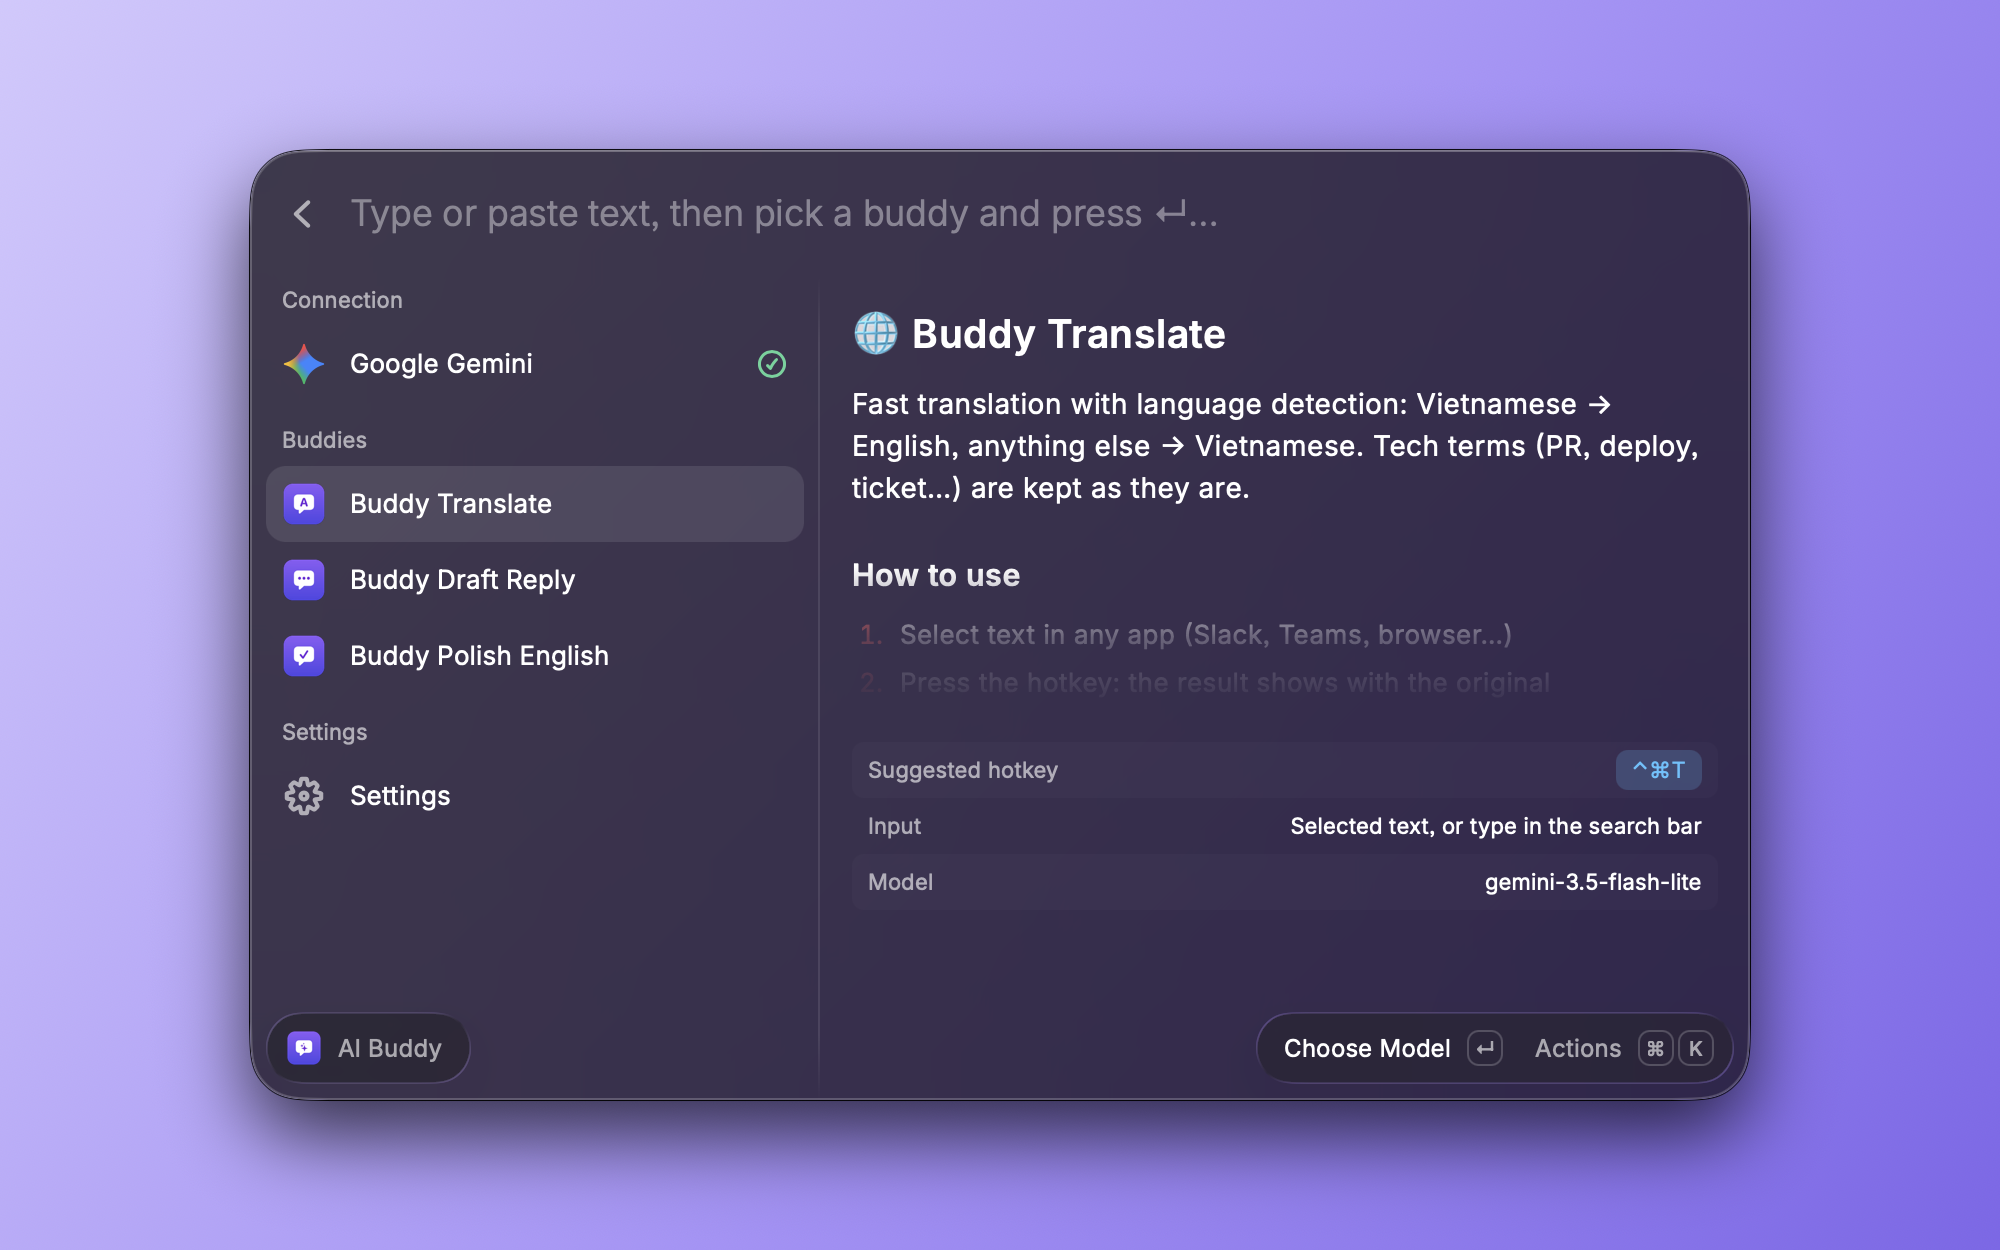 Type or paste text, then pick a buddy and press ↵...
Connection
Google Gemini
Buddies
Buddy Translate
Buddy Draft Reply
Buddy Polish English
Settings
Settings
🌐 Buddy Translate
Fast translation with language detection: Vietnamese →
English, anything else → Vietnamese. Tech terms (PR, deploy,
ticket...) are kept as they are.
How to use
1. Select text in any app (Slack, Teams, browser...)
2. Press the hotkey: the result shows with the original
Suggested hotkey ^⌘T
Input Selected text, or type in the search bar
Model gemini-3.5-flash-lite
AI Buddy
Choose Model ↵ Actions ⌘ K